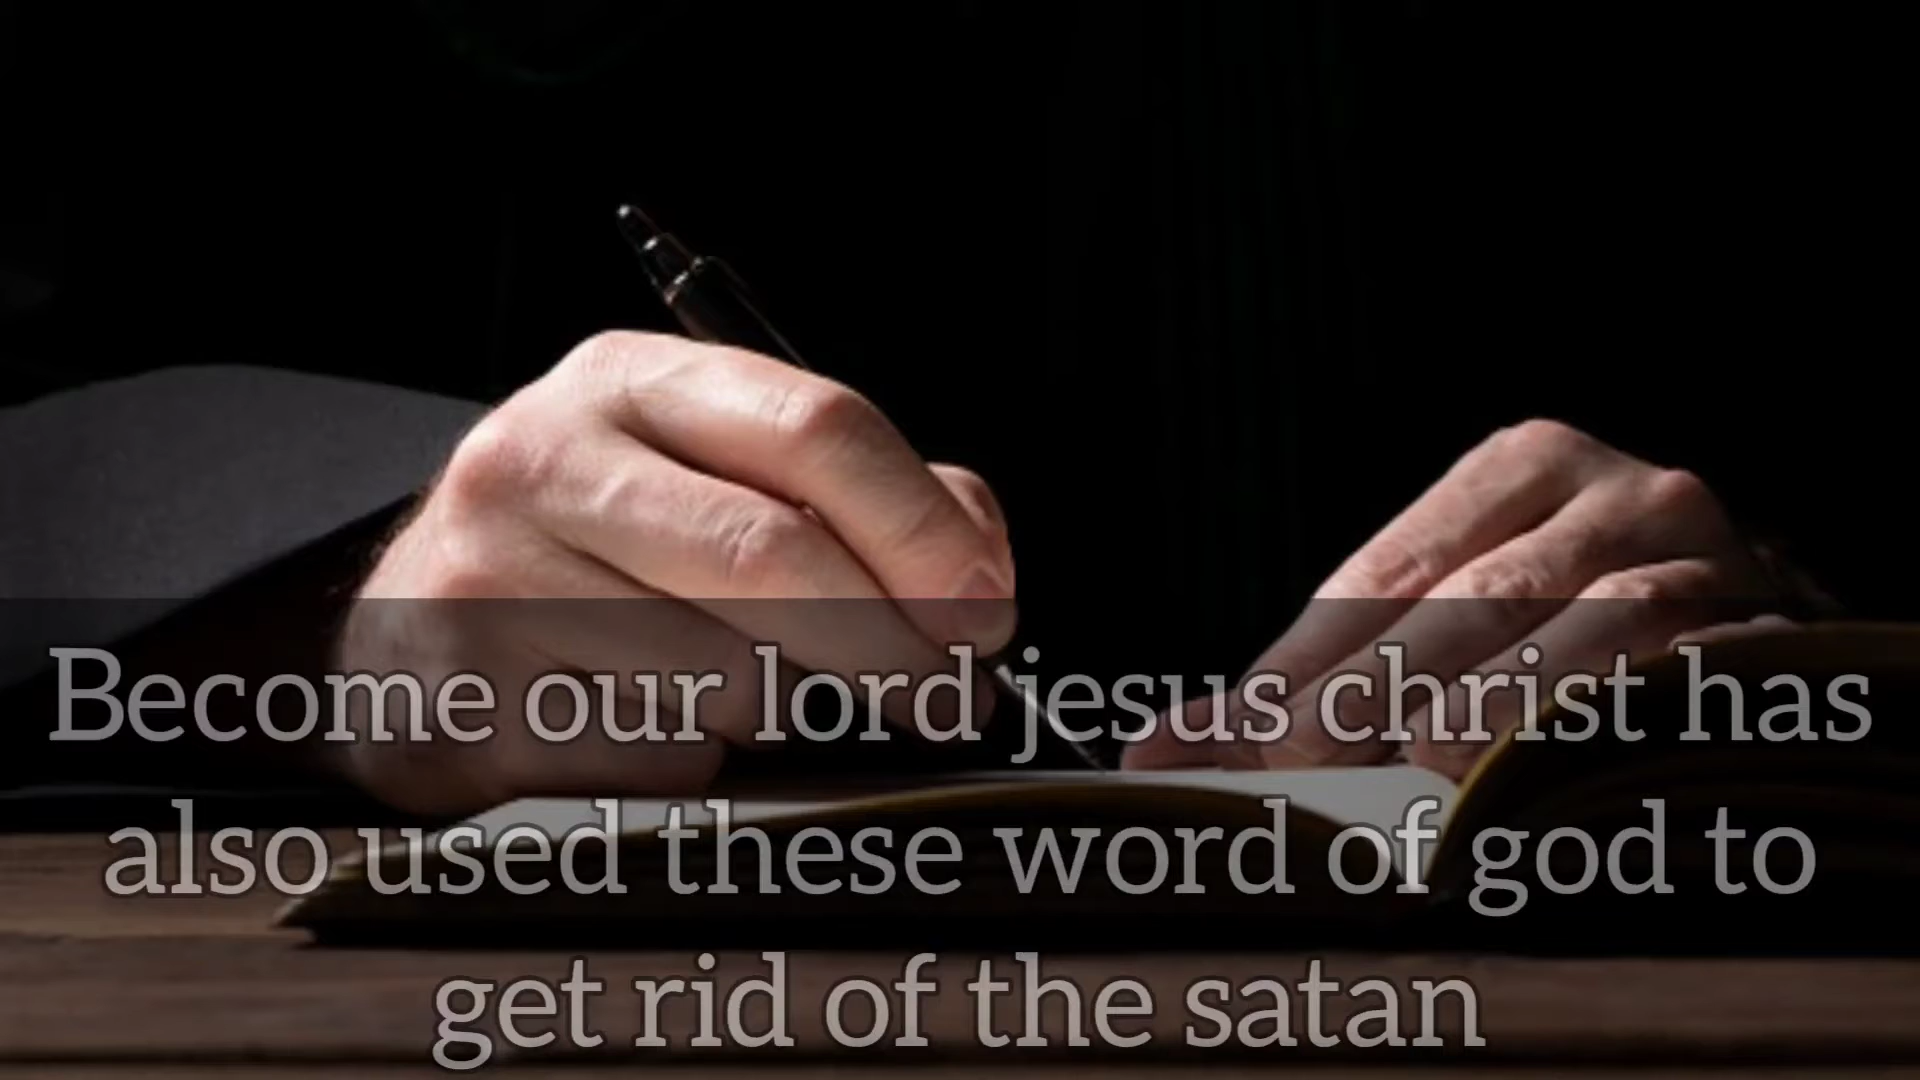 Become our lord jesus christ has
also used these word of god to
get rid of the satan